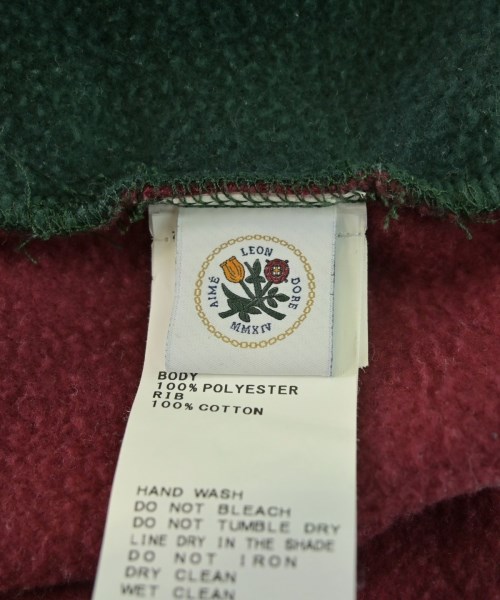 AIMÉ LEON DORE
MMXIV
BODY
100% POLYESTER
RIB
100% COTTON
HAND WASH
DO NOT BLEACH
DO NOT TUMBLE DRY
LINE DRY IN THE SHADE
DO NOT IRON
DRY CLEAN
WET CLEAN